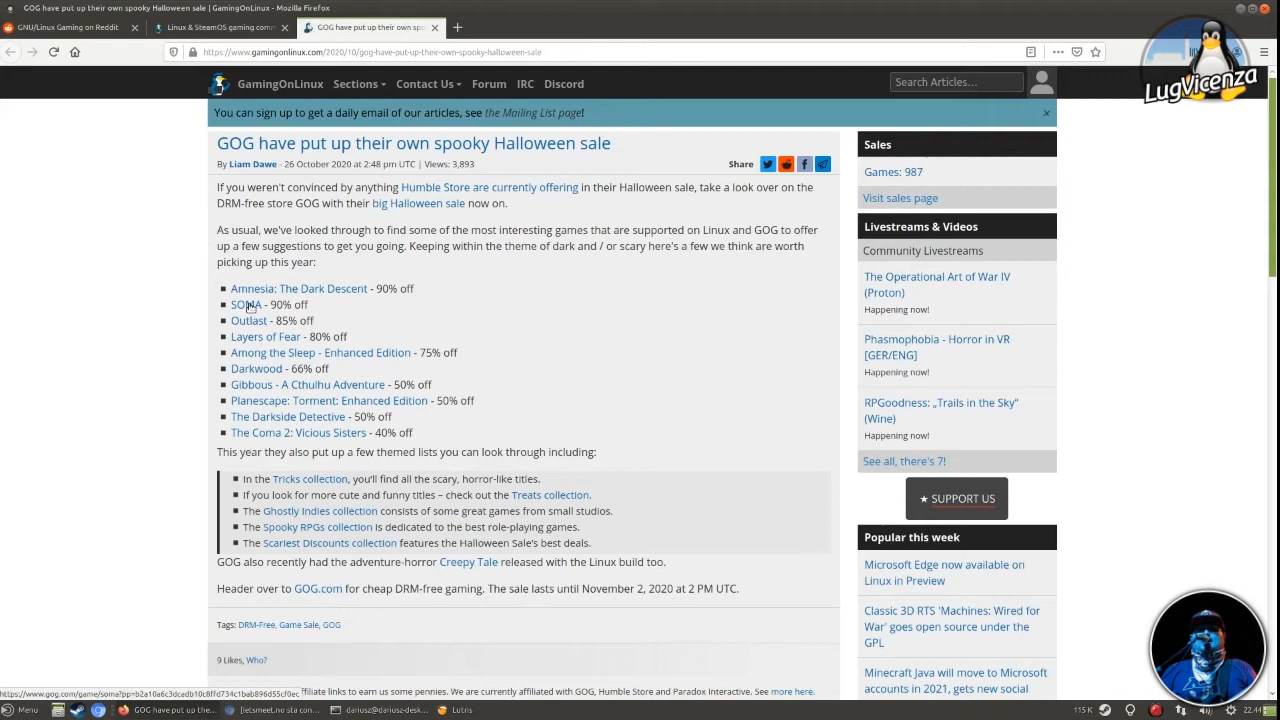 GOG have put up their own spooky Halloween sale | GamingOnLinux - Mozilla Firefox
GNU/Linux Gaming on Reddit
Linux & SteamOS gaming com
GOG have put up their own sp
https://www.gamingonlinux.com/2020/10/gog-have-put-up-their-own-spooky-halloween-sale
LugVicenza
GamingOnLinux Sections Contact Us Forum IRC Discord
Search Articles...
You can sign up to get a daily email of our articles, see the Mailing List page!
GOG have put up their own spooky Halloween sale
By Liam Dawe - 26 October 2020 at 2:48 pm UTC | Views: 3,893
Share
If you weren't convinced by anything Humble Store are currently offering in their Halloween sale, take a look over on the
DRM-free store GOG with their big Halloween sale now on.
As usual, we've looked through to find some of the most interesting games that are supported on Linux and GOG to offer
up a few suggestions to get you going. Keeping within the theme of dark and / or scary here's a few we think are worth
picking up this year:
Amnesia: The Dark Descent - 90% off
SOMA - 90% off
Outlast - 85% off
Layers of Fear - 80% off
Among the Sleep - Enhanced Edition - 75% off
Darkwood - 66% off
Gibbous - A Cthulhu Adventure - 50% off
Planescape: Torment: Enhanced Edition - 50% off
The Darkside Detective - 50% off
The Coma 2: Vicious Sisters - 40% off
This year they also put up a few themed lists you can look through including:
In the Tricks collection, you'll find all the scary, horror-like titles.
If you look for more cute and funny titles – check out the Treats collection.
The Ghostly Indies collection consists of some great games from small studios.
The Spooky RPGs collection is dedicated to the best role-playing games.
The Scariest Discounts collection features the Halloween Sale's best deals.
GOG also recently had the adventure-horror Creepy Tale released with the Linux build too.
Header over to GOG.com for cheap DRM-free gaming. The sale lasts until November 2, 2020 at 2 PM UTC.
Tags: DRM-Free, Game Sale, GOG
9 Likes, Who?
ffiliate links to earn us some pennies. We are currently affiliated with GOG, Humble Store and Paradox Interactive. See more here.
Sales
Games: 987
Visit sales page
Livestreams & Videos
Community Livestreams
The Operational Art of War IV
(Proton)
Happening now!
Phasmophobia - Horror in VR
[GER/ENG]
Happening now!
RPGoodness: „Trails in the Sky“
(Wine)
Happening now!
See all, there's 7!
★ SUPPORT US
Popular this week
Microsoft Edge now available on
Linux in Preview
Classic 3D RTS 'Machines: Wired for
War' goes open source under the
GPL
Minecraft Java will move to Microsoft
accounts in 2021, gets new social
Menu
GOG have put up the...
[letsmeet.no sta con...
dariusz@dariusz-desk...
Lutris
115 K
22.44